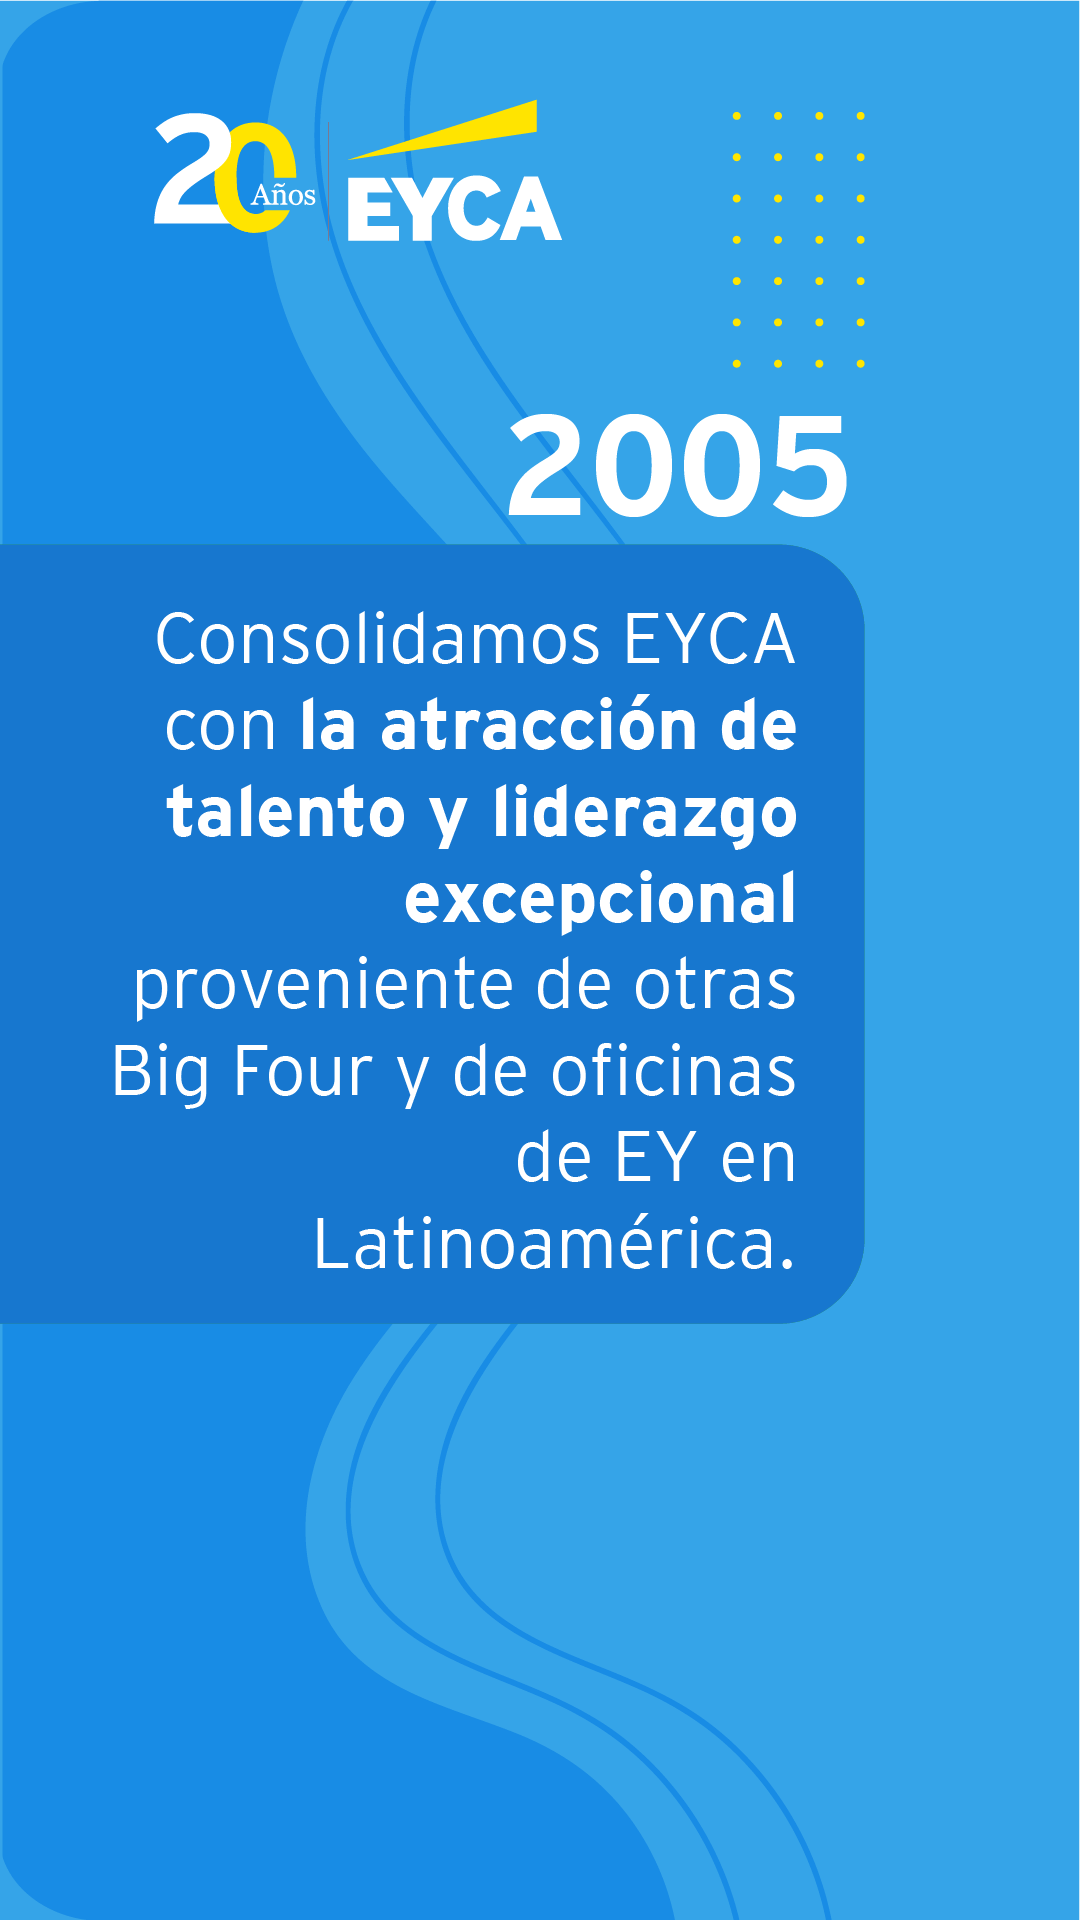 20
Años
EYCA
2005
Consolidamos EYCA
con la atracción de
talento y liderazgo
excepcional
proveniente de otras
Big Four y de oficinas
de EY en
Latinoamérica.